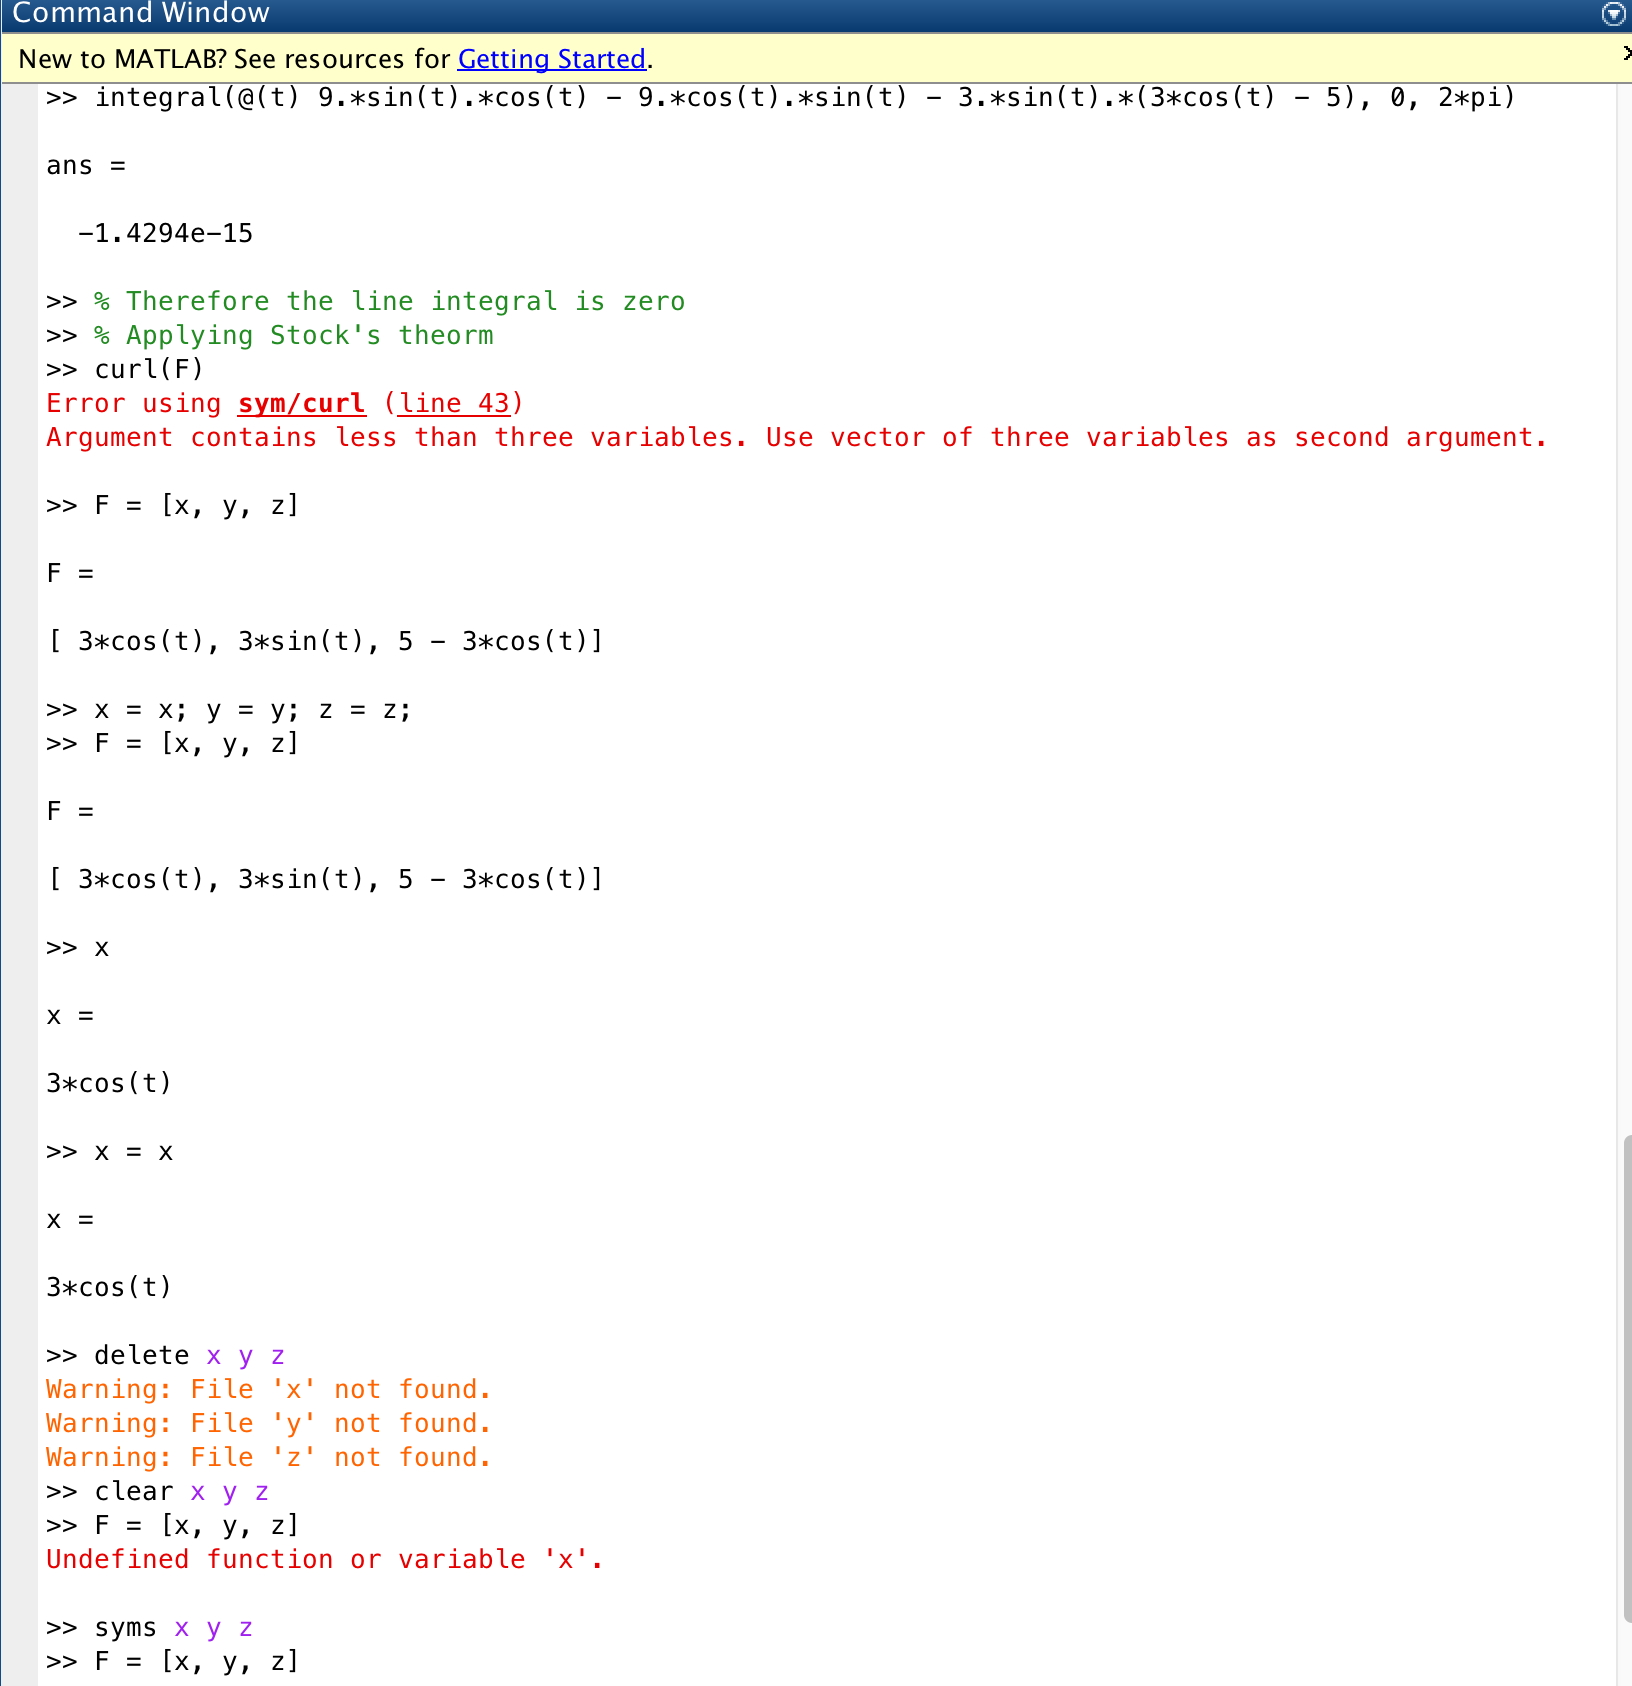 Command Window
New to MATLAB? See resources for Getting Started.
>> integral(@(t) 9.*sin(t).*cos(t) - 9.*cos(t).*sin(t) - 3.*sin(t).*(3*cos(t) - 5), 0, 2*pi)
ans =
-1.4294e-15
>> % Therefore the line integral is zero
>> % Applying Stock's theorm
>> curl(F)
Error using sym/curl (line 43)
Argument contains less than three variables. Use vector of three variables as second argument.
>> F = [x, y, z]
F =
[ 3*cos(t), 3*sin(t), 5 - 3*cos(t)]
>> x = x; y = y; z = z;
>> F = [x, y, z]
F =
[ 3*cos(t), 3*sin(t), 5 - 3*cos(t)]
>> x
x =
3*cos(t)
>> x = x
x =
3*cos(t)
>> delete x y z
Warning: File 'x' not found.
Warning: File 'y' not found.
Warning: File 'z' not found.
>> clear x y z
>> F = [x, y, z]
Undefined function or variable 'x'.
>> syms x y z
>> F = [x, y, z]